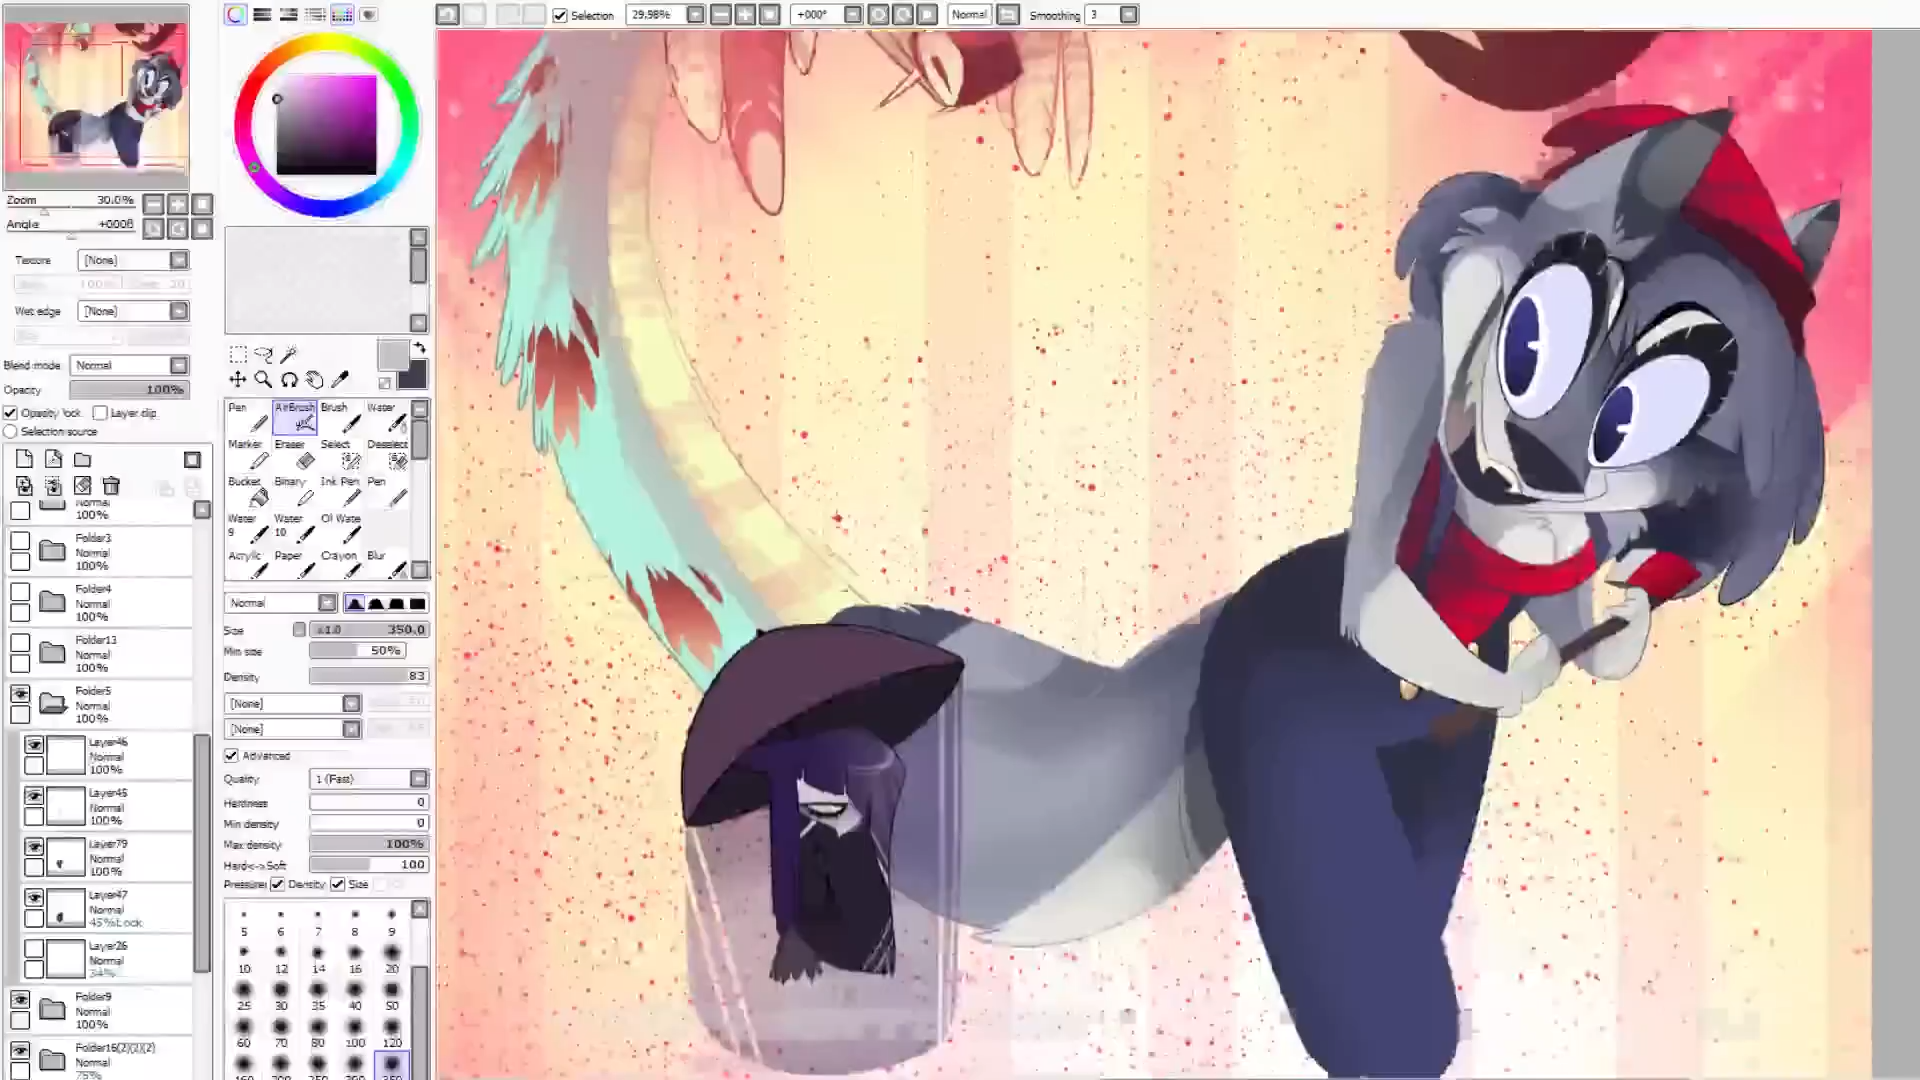 Selection
29.98%
+000°
Normal
Smoothing
3
Zoom
30.0%
Angle
Texture
[None]
Wet edge
[None]
Blend mode
Normal
Opacity
100%
Opacity lock
Layer clip
Selection source
Normal
100%
Folder3
Normal
100%
Folder4
Normal
100%
Folder13
Normal
100%
Folder5
Normal
100%
Layer46
Normal
100%
Layer45
Normal
100%
Layer79
Normal
100%
Layer47
Normal
45%Lock
Layer26
Normal
34%
Folder9
Normal
100%
Folder16(2)(2)(2)
Normal
75%
Pen
AirBrush
Brush
Water
Marker
Eraser
Select
Deselect
Bucket
Binary
Ink Pen
Pen
Water
9
Water
10
Oil Wate
Acrylic
Paper
Crayon
Blur
Normal
Size
x1.0
350.0
Min size
50%
Density
83
[None]
[None]
Advanced
Quality
1 (Fast)
Hardness
0
Min density
0
Max density
100%
Hard<->Soft
100
Pressure:
Density
Size
5 6 7 8 9
10 12 14 16 20
25 30 35 40 50
60 70 80 100 120